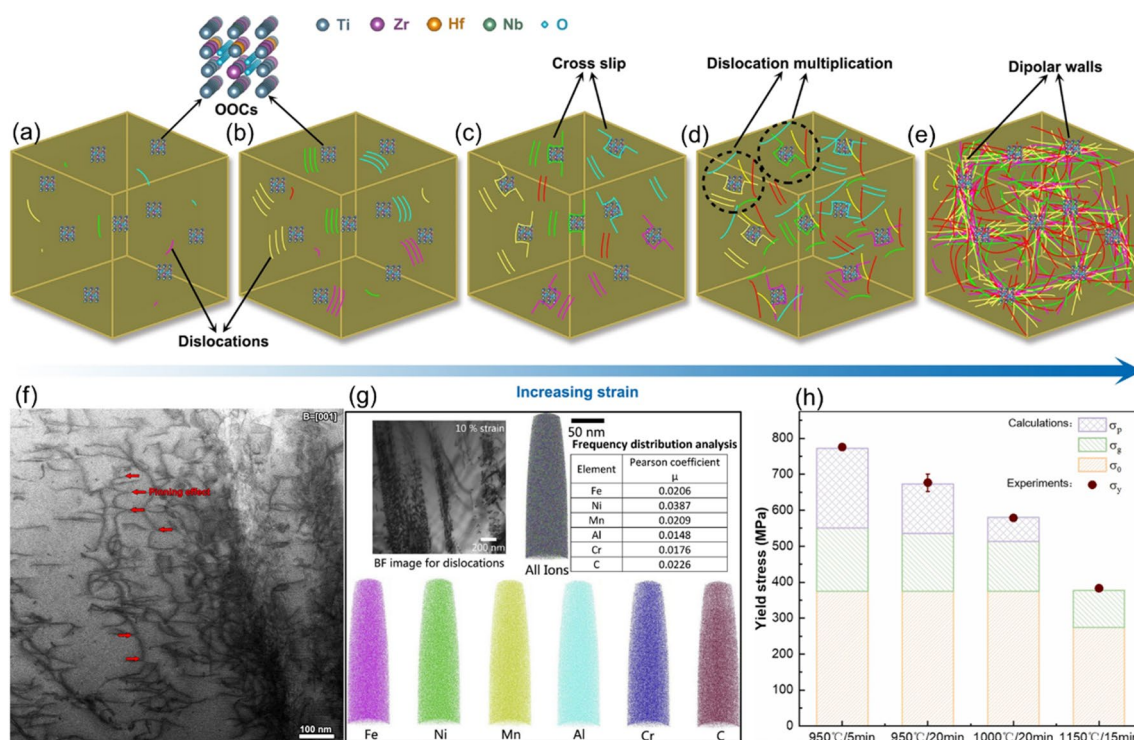 Ti Zr Hf Nb O
OOCs
Cross slip
Dislocation multiplication
Dipolar walls
(a) (b) (c) (d) (e)
Dislocations
Increasing strain
(f)
B=[001]
Pinning effect
100 nm
(g)
10 % strain
200 nm
BF image for dislocations
50 nm
All Ions
Frequency distribution analysis
Element Pearson coefficient
μ
Fe 0.0206
Ni 0.0387
Mn 0.0209
Al 0.0148
Cr 0.0176
C 0.0226
Fe Ni Mn Al Cr C
(h)
Calculations: σp
σg
σ0
Experiments: σy
Yield stress (MPa)
800
700
600
500
400
300
200
100
0
950℃/5min 950℃/20min 1000℃/20min 1150℃/15min